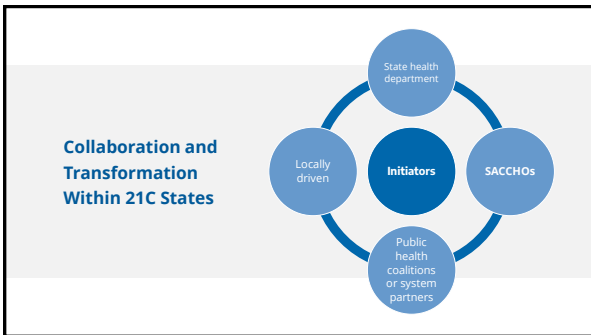 Collaboration and
Transformation
Within 21C States
State health
department
Locally
driven
Initiators
SACCHOs
Public
health
coalitions
or system
partners